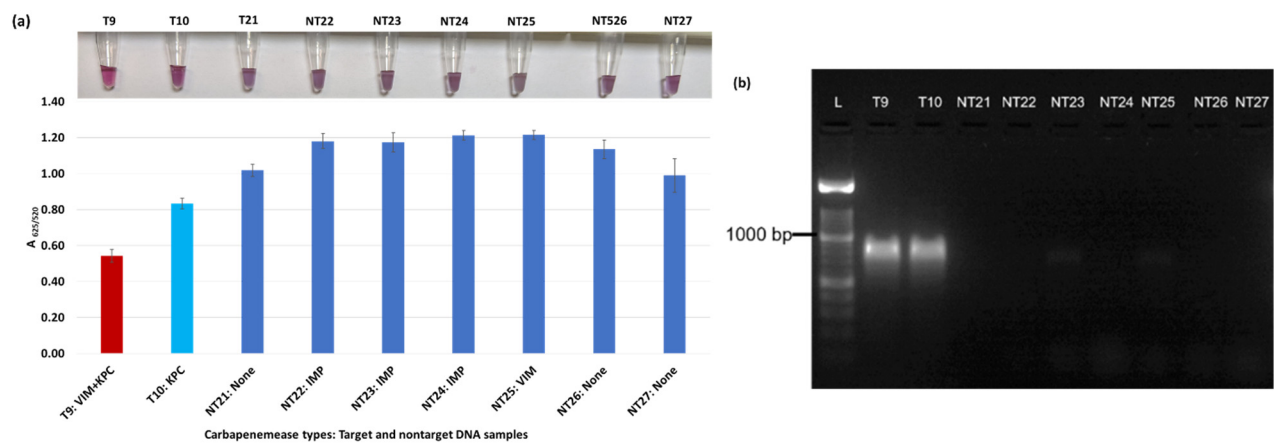 (a)
T9 T10 T21 NT22 NT23 NT24 NT25 NT526 NT27
1.40
1.20
1.00
0.80
0.60
0.40
0.20
0.00
A 625/520
T9: VIM+KPC
T10: KPC
NT21: None
NT22: IMP
NT23: IMP
NT24: IMP
NT25: VIM
NT26: None
NT27: None
Carbapenemease types: Target and nontarget DNA samples
(b)
L T9 T10 NT21 NT22 NT23 NT24 NT25 NT26 NT27
1000 bp